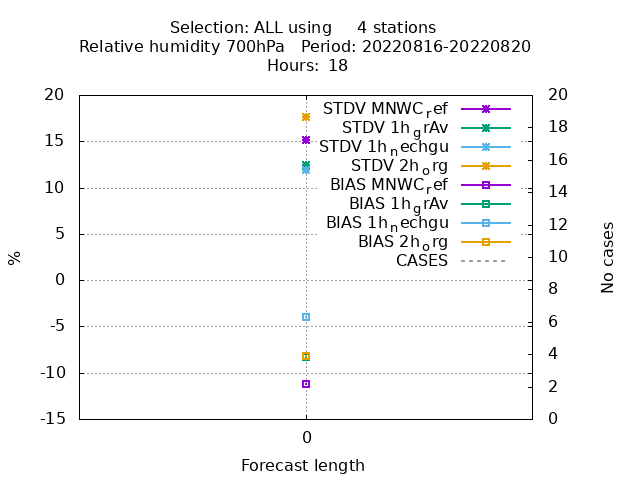 Selection: ALL using 4 stations
Relative humidity 700hPa Period: 20220816-20220820
Hours: 18
20 20
15 18
10 16
5 14
0 12
-5 10
-10 8
-15 6
4
2
0
STDV MNWC_ref
STDV 1h_grAv
STDV 1h_nechgu
STDV 2h_org
BIAS MNWC_ref
BIAS 1h_grAv
BIAS 1h_nechgu
BIAS 2h_org
CASES
%
No cases
0
Forecast length